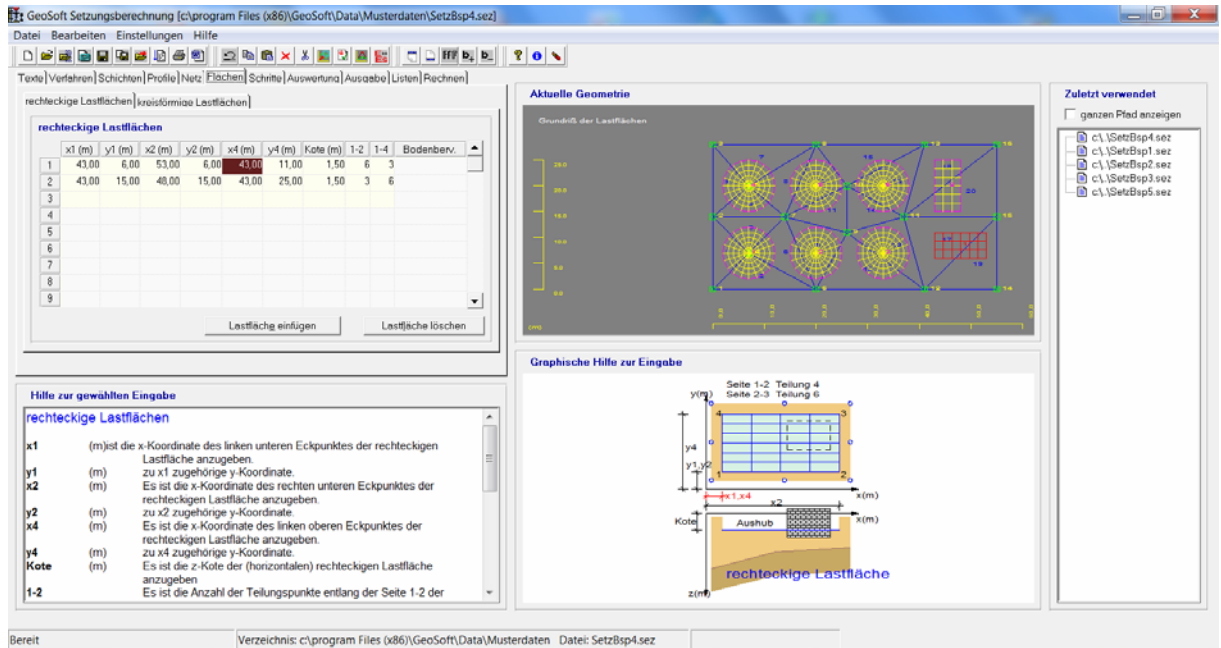 GeoSoft Setzungsberechnung [c:\program Files (x86)\GeoSoft\Data\Musterdaten\SetzBsp4.sez]
Datei Bearbeiten Einstellungen Hilfe
Texte Verfahren Schichten Profile Netz Flächen Schritte Auswertung Ausgabe Listen Rechnen
rechteckige Lastflächen kreisförmige Lastflächen
rechteckige Lastflächen
x1 (m) y1 (m) x2 (m) y2 (m) x4 (m) y4 (m) Kote (m) 1-2 1-4 Bodenberv.
1 43,00 6,00 53,00 6,00 43,00 11,00 1,50 6 3
2 43,00 15,00 48,00 15,00 43,00 25,00 1,50 3 6
3
4
5
6
7
8
9
Lastfläche einfügen Lastfläche löschen
Hilfe zur gewählten Eingabe
rechteckige Lastflächen
x1 (m)ist die x-Koordinate des linken unteren Eckpunktes der rechteckigen
Lastfläche anzugeben.
y1 (m) zu x1 zugehörige y-Koordinate.
x2 (m) Es ist die x-Koordinate des rechten unteren Eckpunktes der
rechteckigen Lastfläche anzugeben.
y2 (m) zu x2 zugehörige y-Koordinate.
x4 (m) Es ist die x-Koordinate des linken oberen Eckpunktes der
rechteckigen Lastfläche anzugeben.
y4 (m) zu x4 zugehörige y-Koordinate.
Kote (m) Es ist die z-Kote der (horizontalen) rechteckigen Lastfläche
anzugeben
1-2 Es ist die Anzahl der Teilungspunkte entlang der Seite 1-2 der
Aktuelle Geometrie
Grundriß der Lastflächen
Graphische Hilfe zur Eingabe
Seite 1-2 Teilung 4
y(m) Seite 2-3 Teilung 6
4 3
y4
y1,y2
1 2
x1,x4 x(m)
x2
Kote Aushub x(m)
rechteckige Lastfläche
z(m)
Zuletzt verwendet
ganzen Pfad anzeigen
c:\..\SetzBsp4.sez
c:\..\SetzBsp1.sez
c:\..\SetzBsp2.sez
c:\..\SetzBsp3.sez
c:\..\SetzBsp5.sez
Bereit Verzeichnis: c:\program Files (x86)\GeoSoft\Data\Musterdaten Datei: SetzBsp4.sez